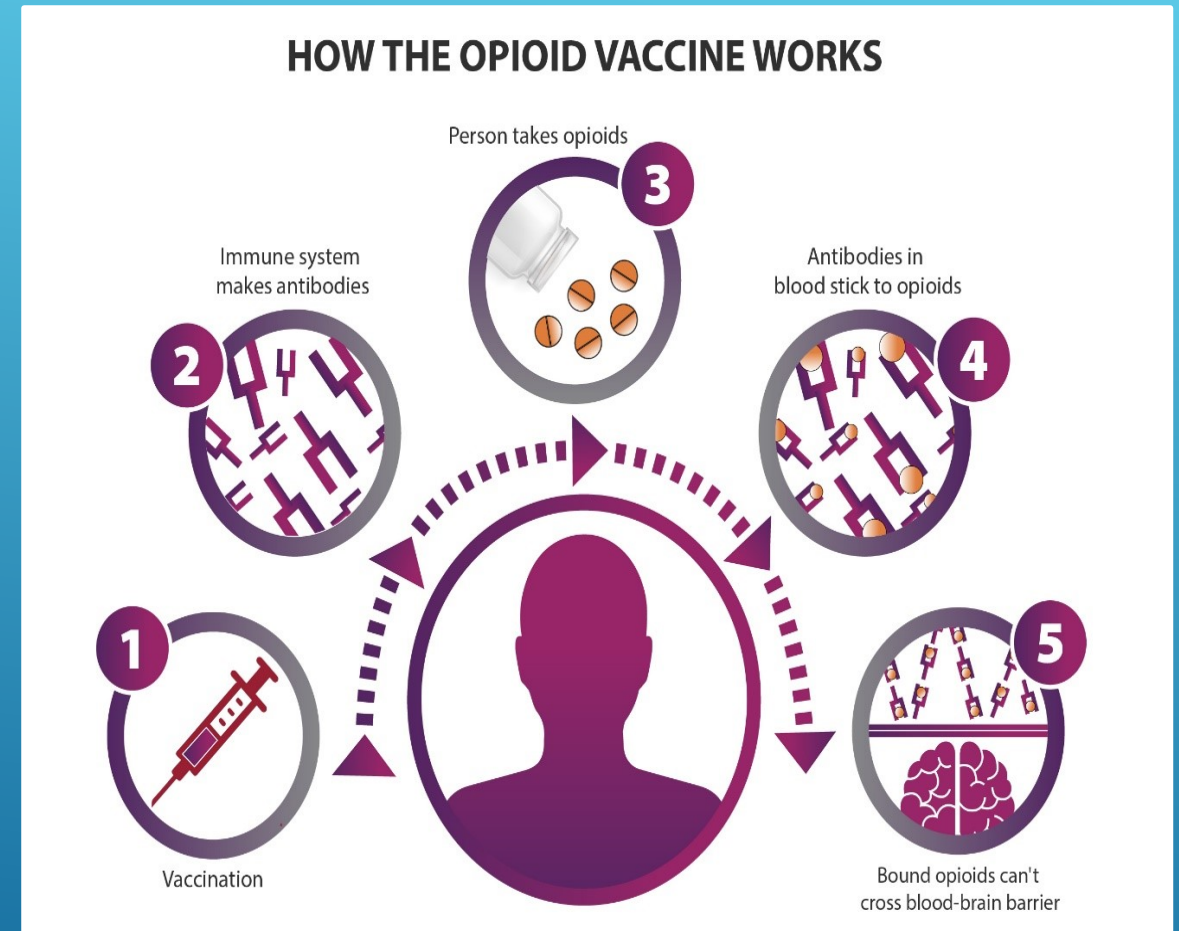 HOW THE OPIOID VACCINE WORKS
1
Vaccination
2
Immune system
makes antibodies
3
Person takes opioids
4
Antibodies in
blood stick to opioids
5
Bound opioids can't
cross blood-brain barrier